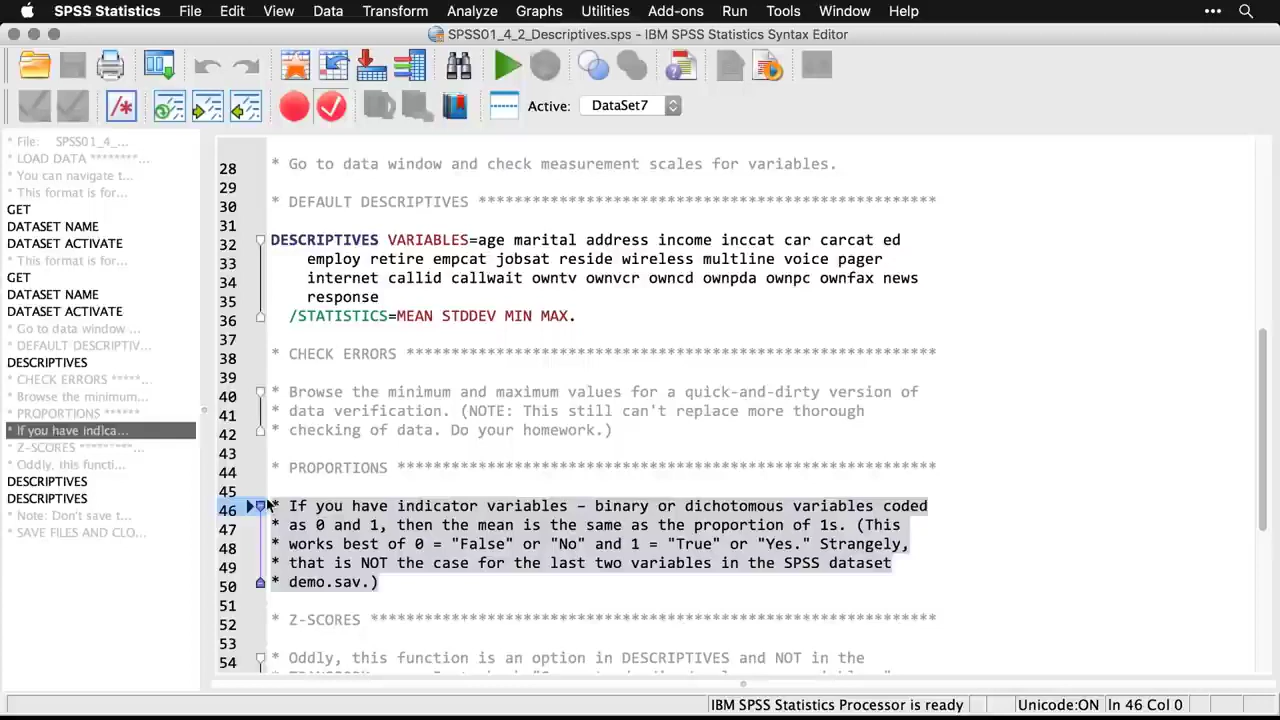 SPSS Statistics File Edit View Data Transform Analyze Graphs Utilities Add-ons Run Tools Window Help
SPSS01_4_2_Descriptives.sps - IBM SPSS Statistics Syntax Editor
Active: DataSet7
* File: SPSS01_4_...
* LOAD DATA ********...
* You can navigate t...
* This format is for...
GET
DATASET NAME
DATASET ACTIVATE
* This format is for...
GET
DATASET NAME
DATASET ACTIVATE
* Go to data window ...
* DEFAULT DESCRIPTIV...
DESCRIPTIVES
* CHECK ERRORS *****...
* Browse the minimum...
* PROPORTIONS ******
* If you have indica...
* Z-SCORES *********...
* Oddly, this functi...
DESCRIPTIVES
DESCRIPTIVES
* Note: Don't save t...
* SAVE FILES AND CLO...
28 * Go to data window and check measurement scales for variables.
29
30 * DEFAULT DESCRIPTIVES ***************************************************
31
32 DESCRIPTIVES VARIABLES=age marital address income inccat car carcat ed
33 employ retire empcat jobsat reside wireless multline voice pager
34 internet callid callwait owntv ownvcr owncd ownpda ownpc ownfax news
35 response
36 /STATISTICS=MEAN STDDEV MIN MAX.
37
38 * CHECK ERRORS ***********************************************************
39
40 * Browse the minimum and maximum values for a quick-and-dirty version of
41 * data verification. (NOTE: This still can't replace more thorough
42 * checking of data. Do your homework.)
43
44 * PROPORTIONS ************************************************************
45
46 * If you have indicator variables – binary or dichotomous variables coded
47 * as 0 and 1, then the mean is the same as the proportion of 1s. (This
48 * works best of 0 = "False" or "No" and 1 = "True" or "Yes." Strangely,
49 * that is NOT the case for the last two variables in the SPSS dataset
50 * demo.sav.)
51
52 * Z-SCORES ***************************************************************
53
54 * Oddly, this function is an option in DESCRIPTIVES and NOT in the
IBM SPSS Statistics Processor is ready Unicode:ON In 46 Col 0